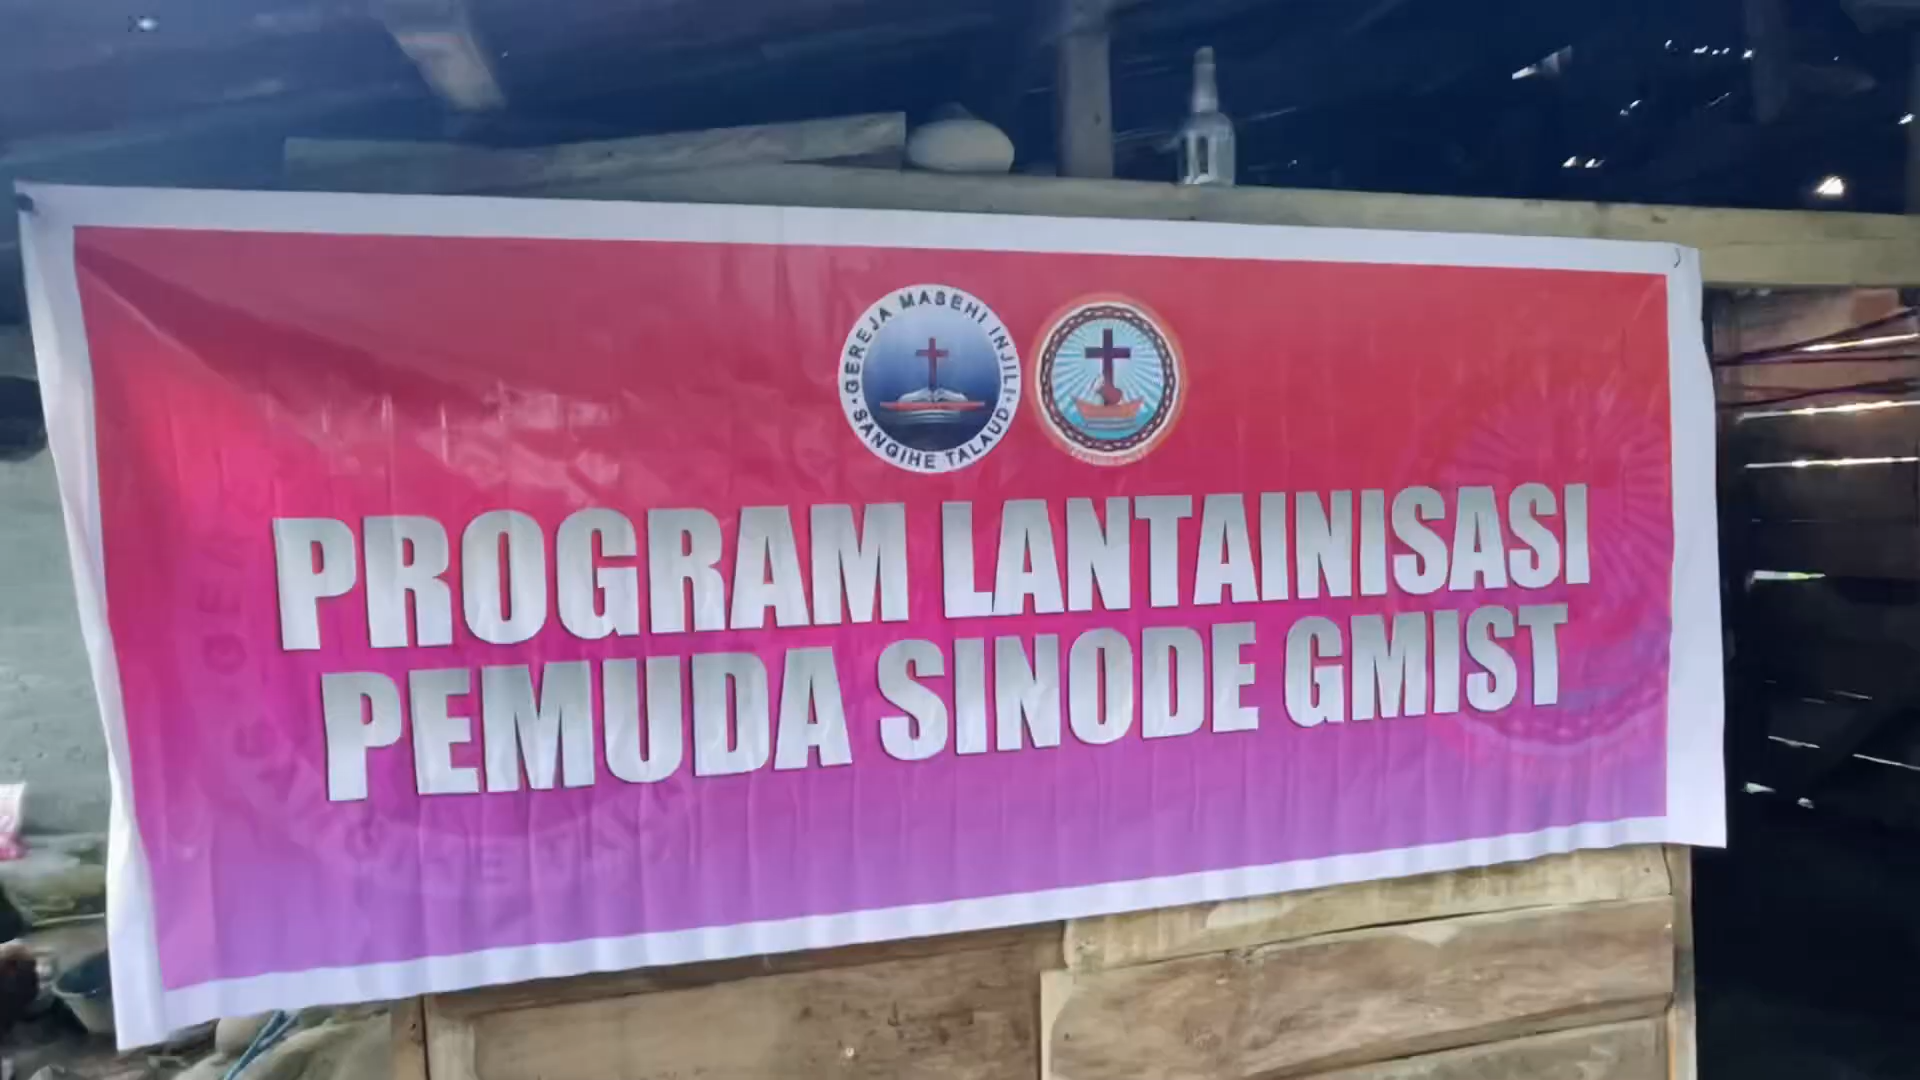 GEREJA MASEHI INJILI
SANGIHE TALAUD
PROGRAM LANTAINISASI
PEMUDA SINODE GMIST